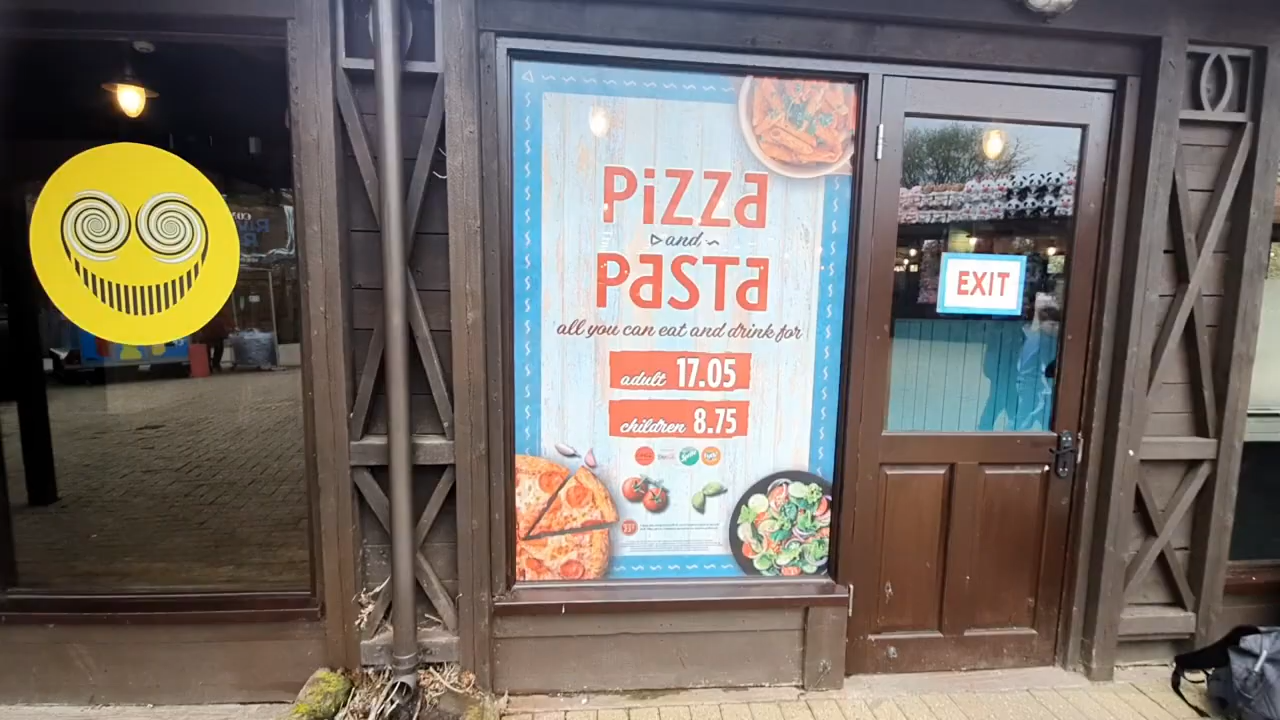 PiZZa
and
PaSTa
all you can eat and drink for
adult 17.05
children 8.75
EXIT